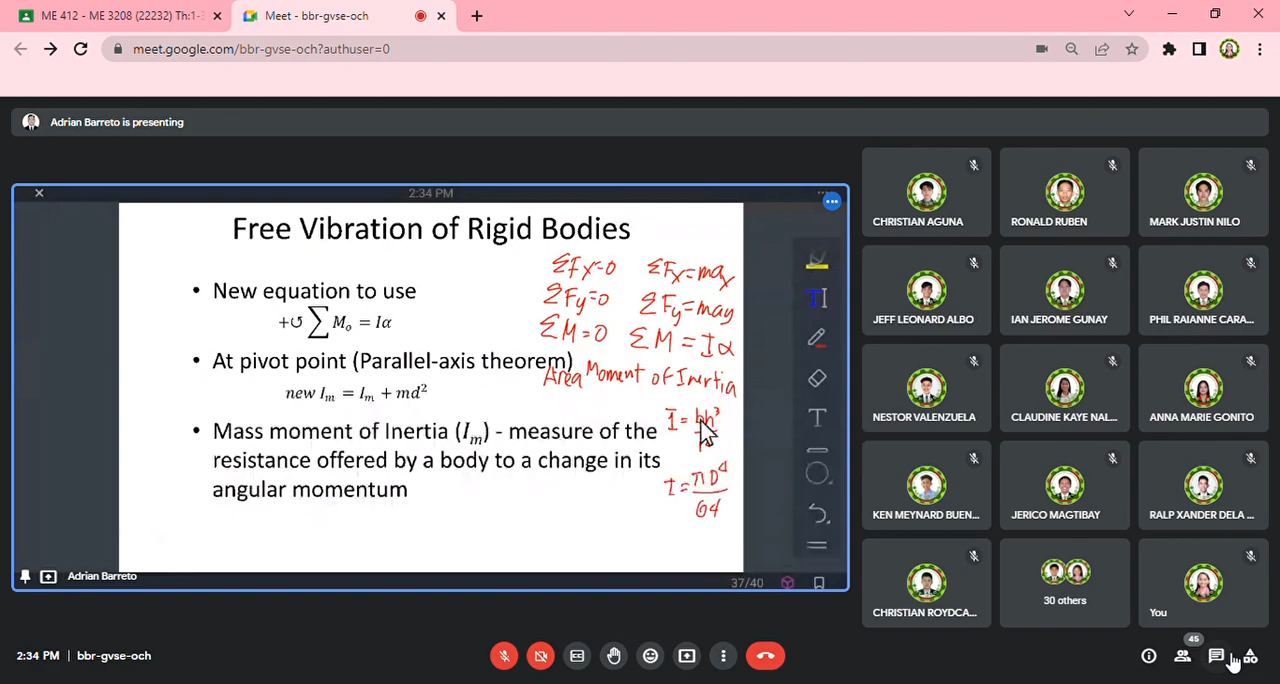 ME 412 - ME 3208 (22232) Th:1-
Meet - bbr-gvse-och
meet.google.com/bbr-gvse-och?authuser=0
Adrian Barreto is presenting
2:34 PM
Free Vibration of Rigid Bodies
ΣFx=0 ΣFx=max
• New equation to use
ΣFy=0 ΣFy=may
+↺ ∑ Mₒ = Iα
ΣM=0 ΣM=Iα
• At pivot point (Parallel-axis theorem)
Area Moment of Inertia
new Iₘ = Iₘ + md²
I = bh³
• Mass moment of Inertia (Iₘ) - measure of the
resistance offered by a body to a change in its
angular momentum
I = πD⁴
64
Adrian Barreto
37/40
CHRISTIAN AGUNA
RONALD RUBEN
MARK JUSTIN NILO
JEFF LEONARD ALBO
IAN JEROME GUNAY
PHIL RAIANNE CARA...
NESTOR VALENZUELA
CLAUDINE KAYE NAL...
ANNA MARIE GONITO
KEN MEYNARD BUEN...
JERICO MAGTIBAY
RALP XANDER DELA ...
CHRISTIAN ROYDCA...
30 others
You
2:34 PM | bbr-gvse-och
45